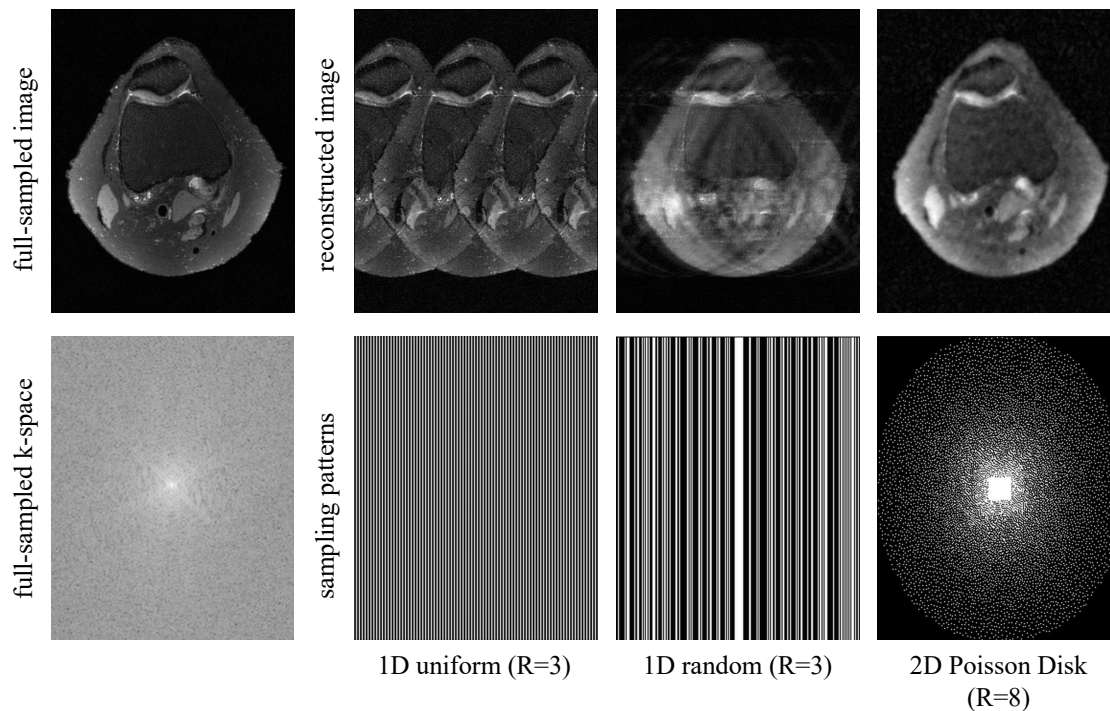 full-sampled image
reconstructed image
full-sampled k-space
sampling patterns
1D uniform (R=3)
1D random (R=3)
2D Poisson Disk
(R=8)